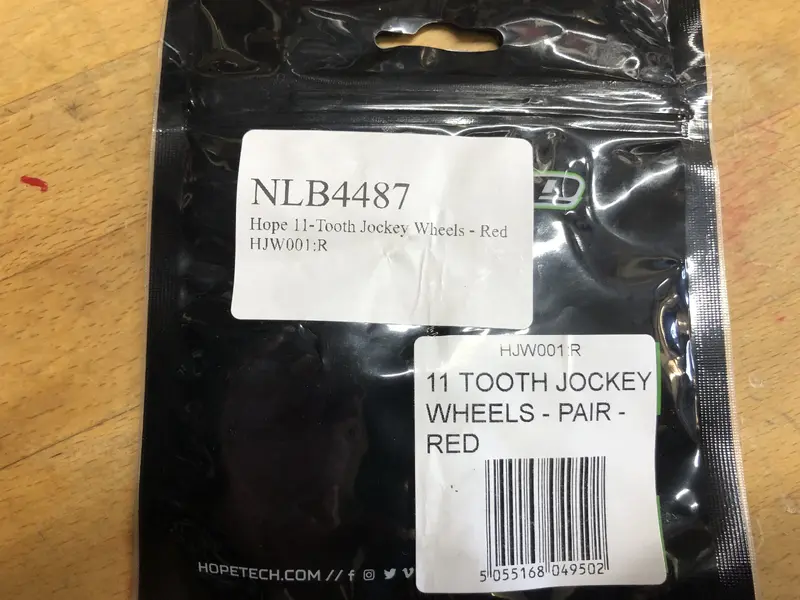 NLB4487
Hope 11-Tooth Jockey Wheels - Red
HJW001:R
HJW001:R
11 TOOTH JOCKEY
WHEELS - PAIR -
RED
5 055168 049502
HOPETECH.COM //